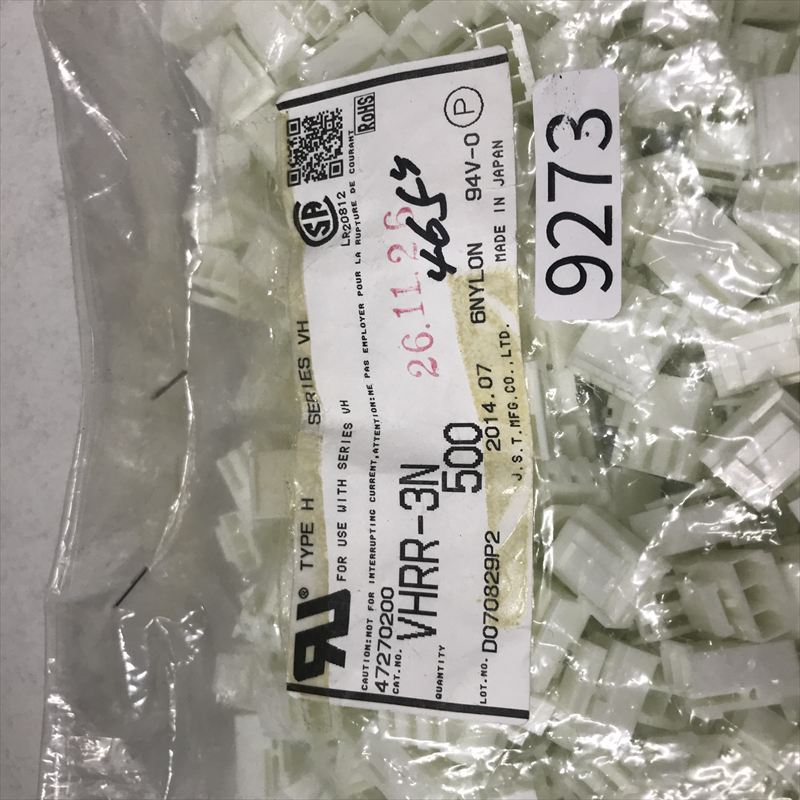 ® TYPE H SERIES VH
FOR USE WITH SERIES VH
LR20812
RoHS
CAUTION:NOT FOR INTERRUPTING CURRENT,ATTENTION:NE PAS EMPLOYER POUR LA RUPTURE DE COURANT
47270200
CAT.NO. VHRR-3N
26.11.26
QUANTITY 500
6NYLON 94V-0 P
LOT.NO. D070829P2 2014.07 MADE IN JAPAN
J.S.T.MFG.CO.,LTD.
9273